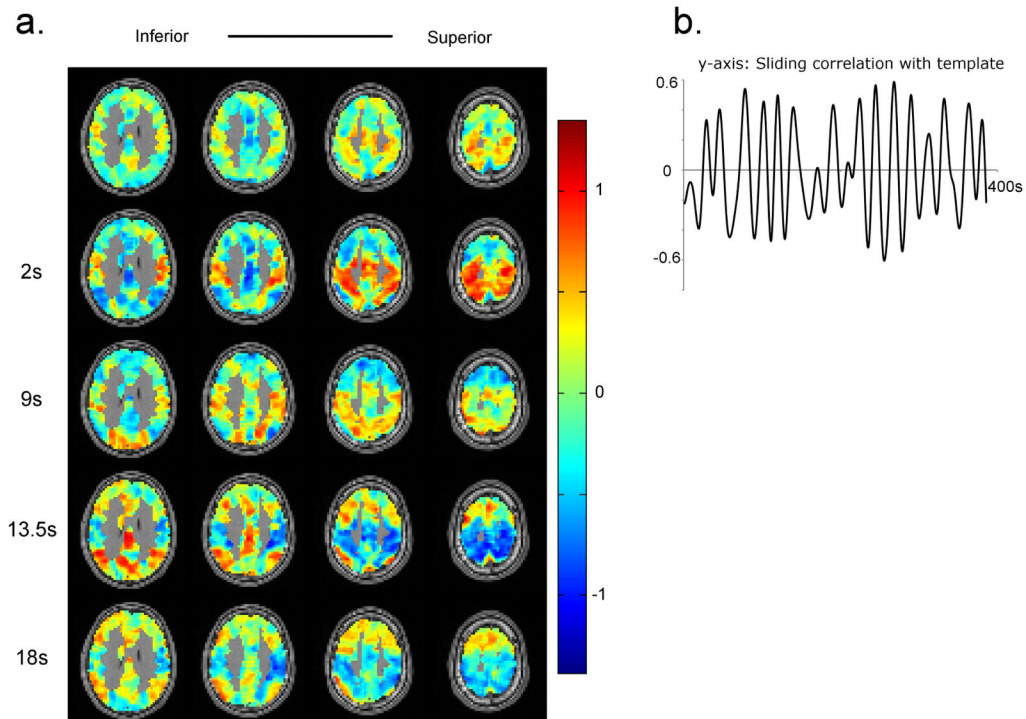 a.
Inferior
Superior
2s
9s
13.5s
18s
1
0
-1
b.
y-axis: Sliding correlation with template
0.6
0
400s
-0.6